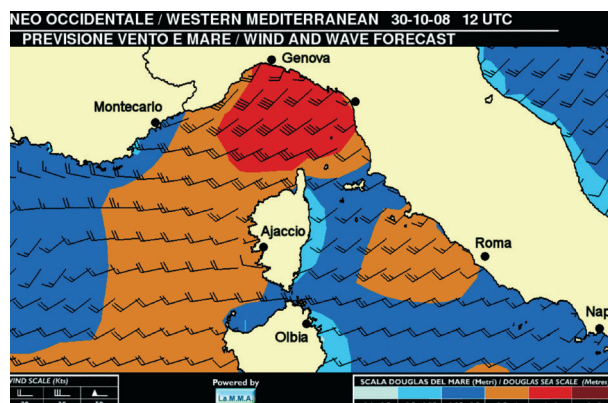 NEO OCCIDENTALE / WESTERN MEDITERRANEAN 30-10-08 12 UTC
PREVISIONE VENTO E MARE / WIND AND WAVE FORECAST
Genova
Montecarlo
Ajaccio
Roma
Nap
Olbia
WIND SCALE (Kts)
Powered by
La.M.M.A.
SCALA DOUGLAS DEL MARE (Metri) / DOUGLAS SEA SCALE (Metres)